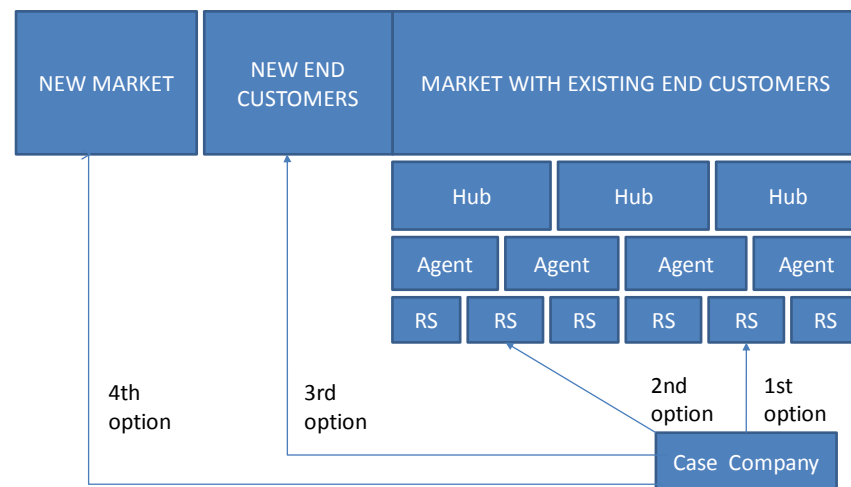 NEW MARKET
NEW END
CUSTOMERS
MARKET WITH EXISTING END CUSTOMERS
Hub
Hub
Hub
Agent
Agent
Agent
Agent
RS
RS
RS
RS
RS
RS
4th
option
3rd
option
2nd
option
1st
option
Case Company